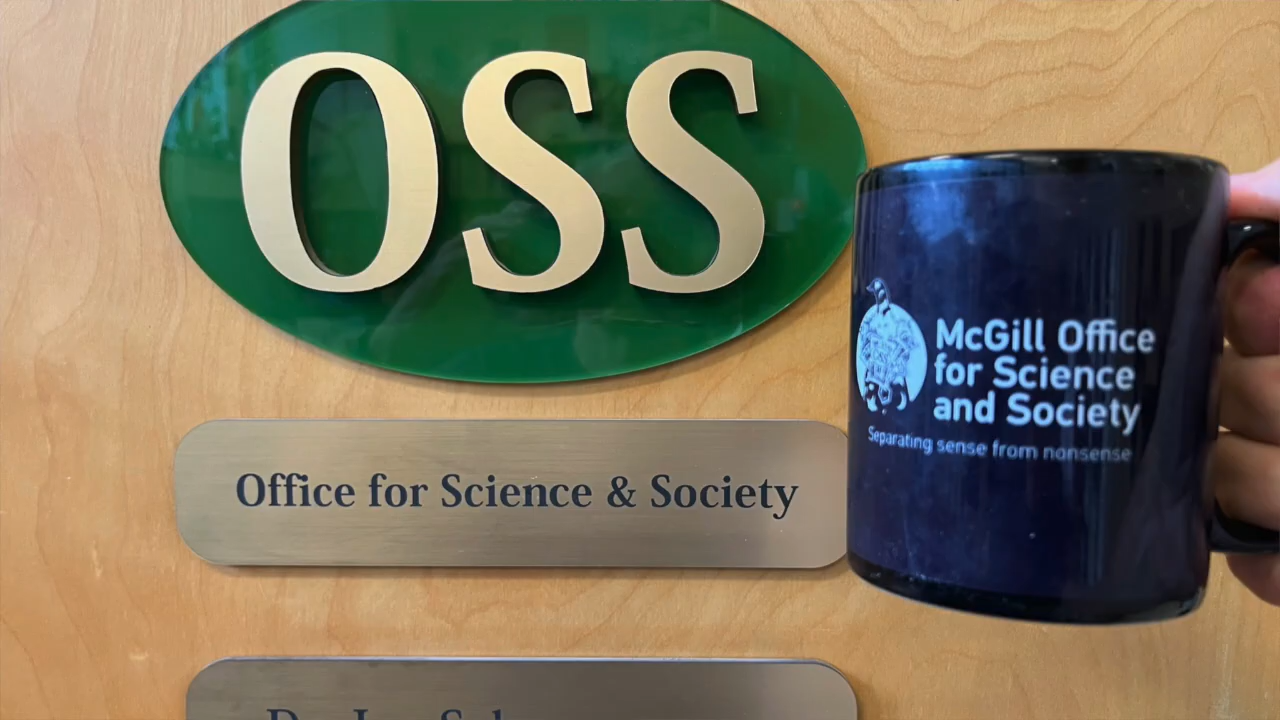 OSS
Office for Science & Society
McGill Office
for Science
and Society
Separating sense from nonsense